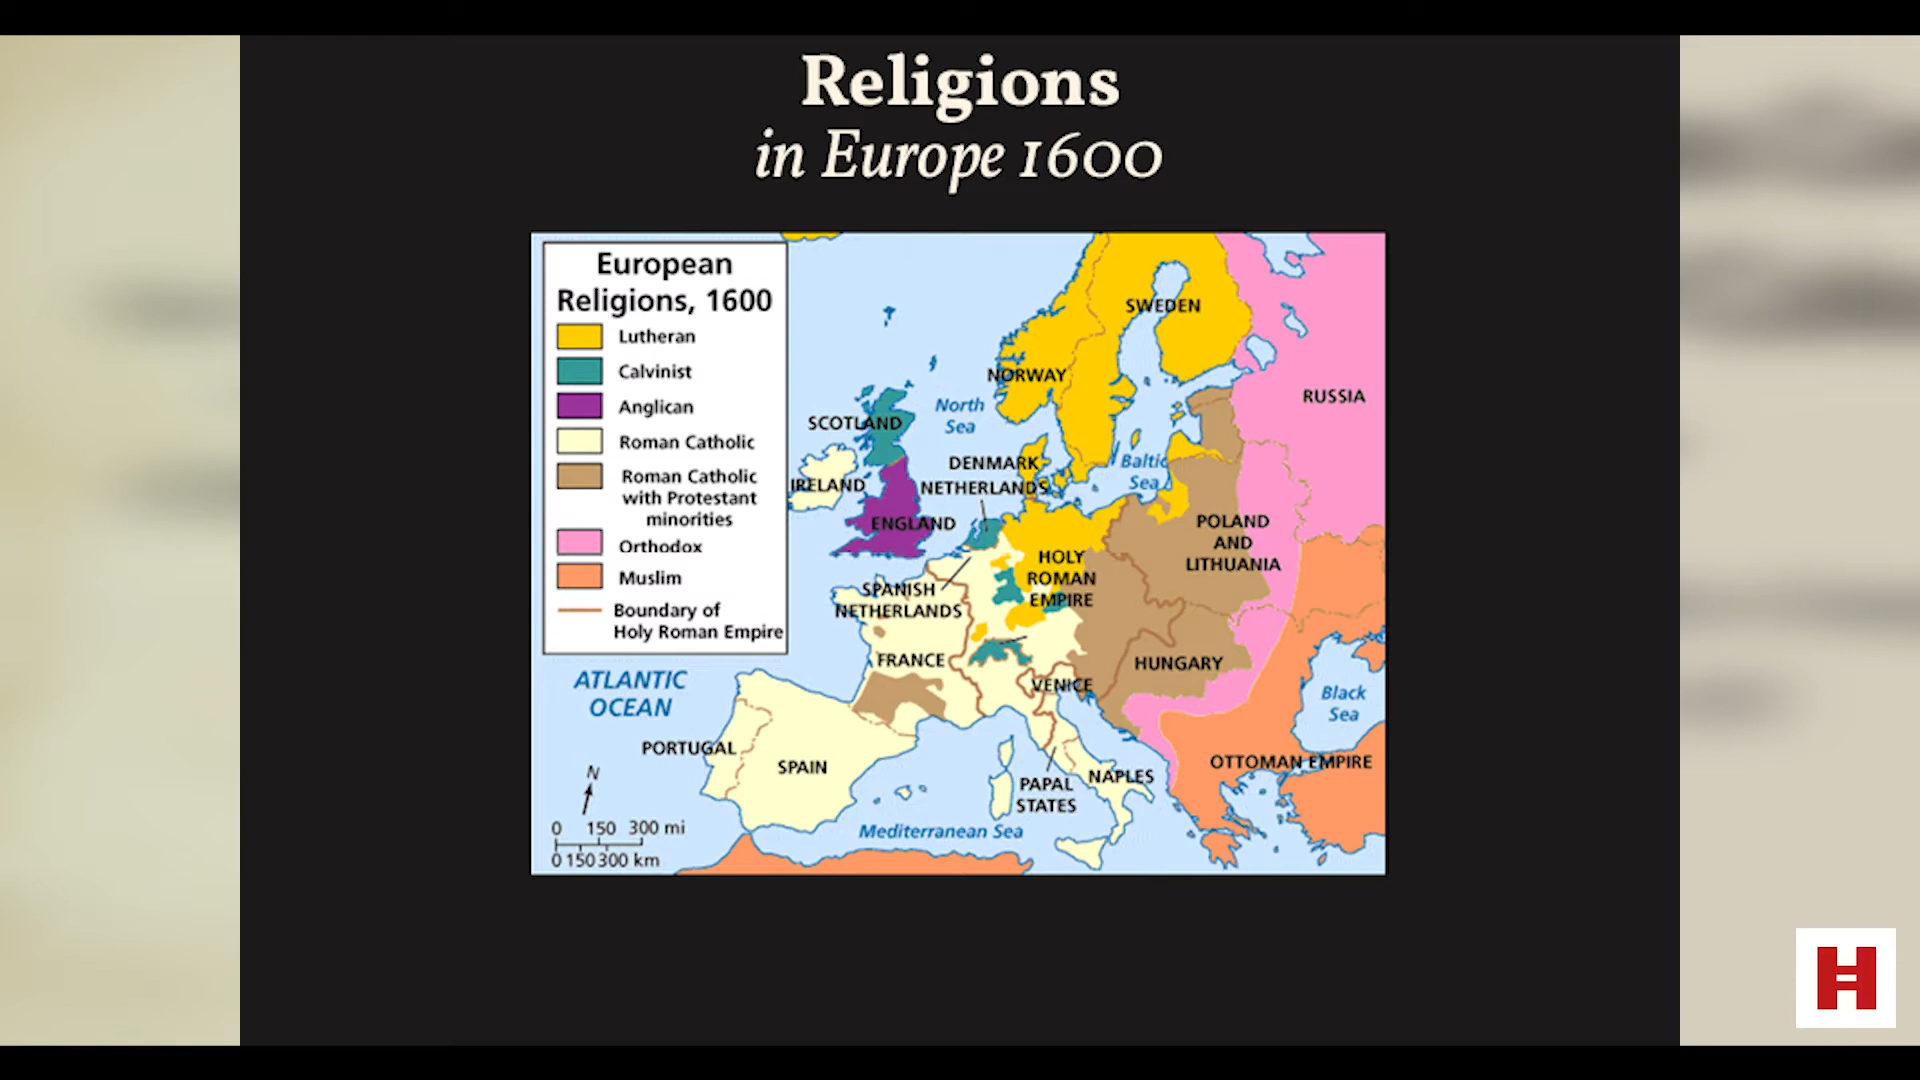 Religions
in Europe 1600
European
Religions, 1600
Lutheran
Calvinist
Anglican
Roman Catholic
Roman Catholic
with Protestant
minorities
Orthodox
Muslim
Boundary of
Holy Roman Empire
SWEDEN
NORWAY
RUSSIA
North
Sea
SCOTLAND
DENMARK
Baltic
Sea
IRELAND
NETHERLANDS
ENGLAND
POLAND
AND
LITHUANIA
HOLY
ROMAN
EMPIRE
SPANISH
NETHERLANDS
FRANCE
HUNGARY
VENICE
ATLANTIC
OCEAN
Black
Sea
PORTUGAL
SPAIN
OTTOMAN EMPIRE
PAPAL
STATES
NAPLES
Mediterranean Sea
N
0 150 300 mi
0 150 300 km
H